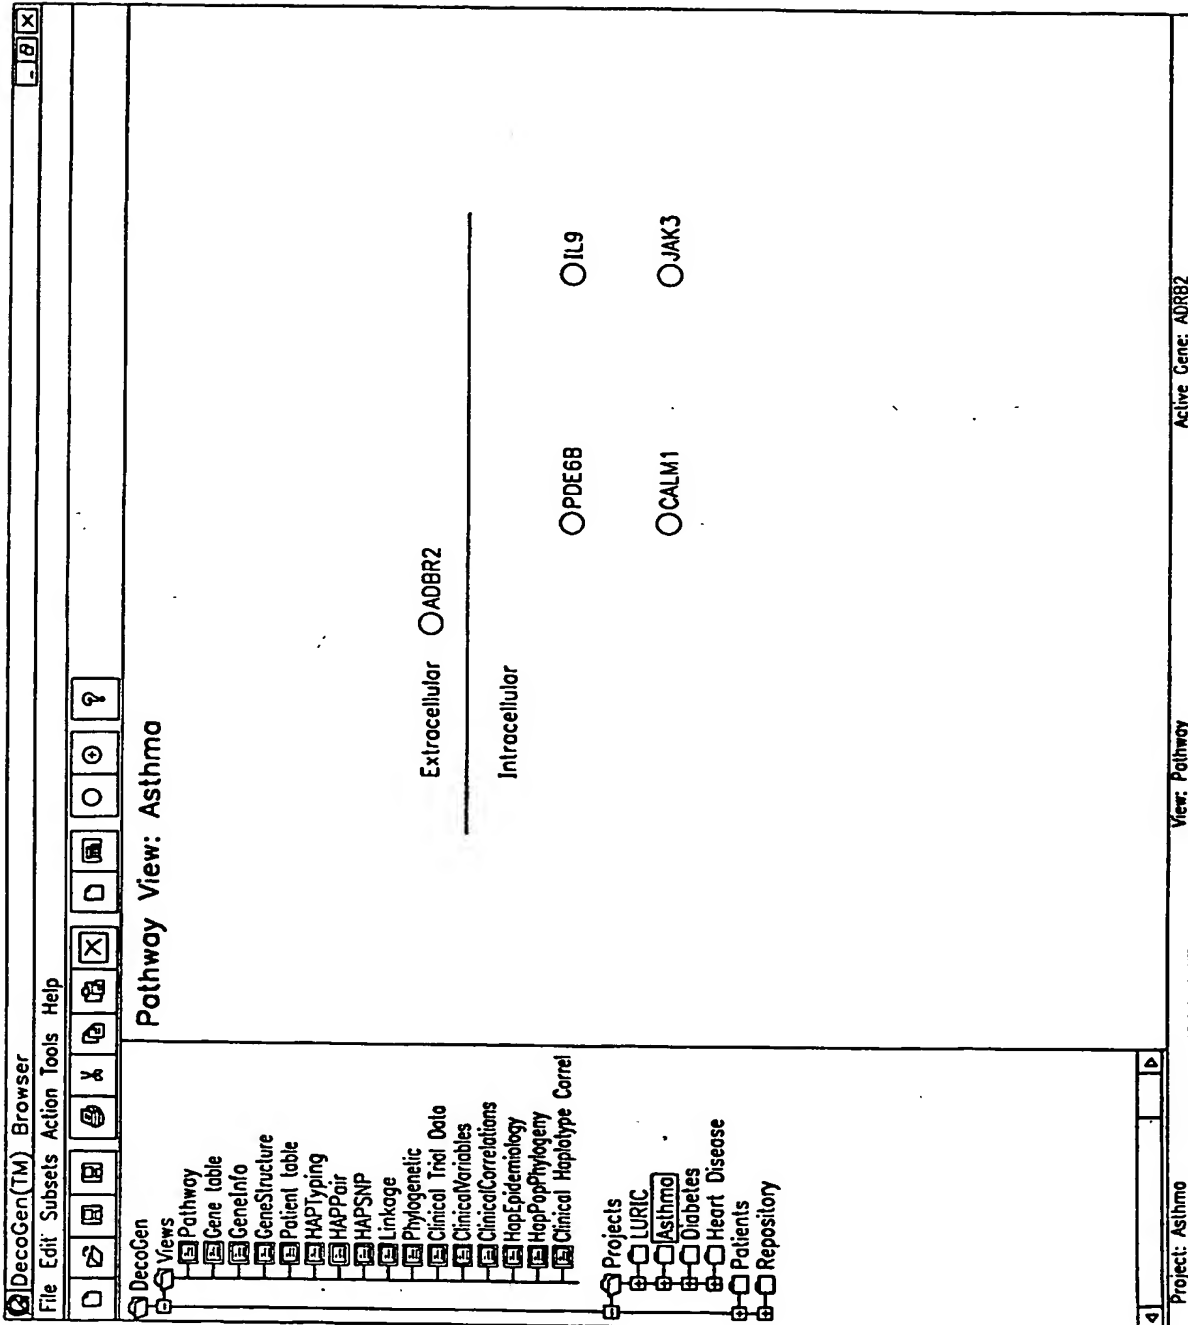 DecoGen(TM) Browser
File Edit Subsets Action Tools Help
DecoGen
Views
Pathway
Gene table
GeneInfo
GeneStructure
Patient table
HAPTyping
HAPPair
HAPSNP
Linkage
Phylogenetic
Clinical Trial Data
ClinicalVariables
ClinicalCorrelations
HapEpidemiology
HapPopPhylogeny
Clinical Haplotype Correl
Projects
LURIC
Asthma
Diabetes
Heart Disease
Patients
Repository
Pathway View: Asthma
Extracellular ADBR2
Intracellular
PDE6B IL9
CALM1 JAK3
Project: Asthma View: Pathway Active Gene: ADRB2